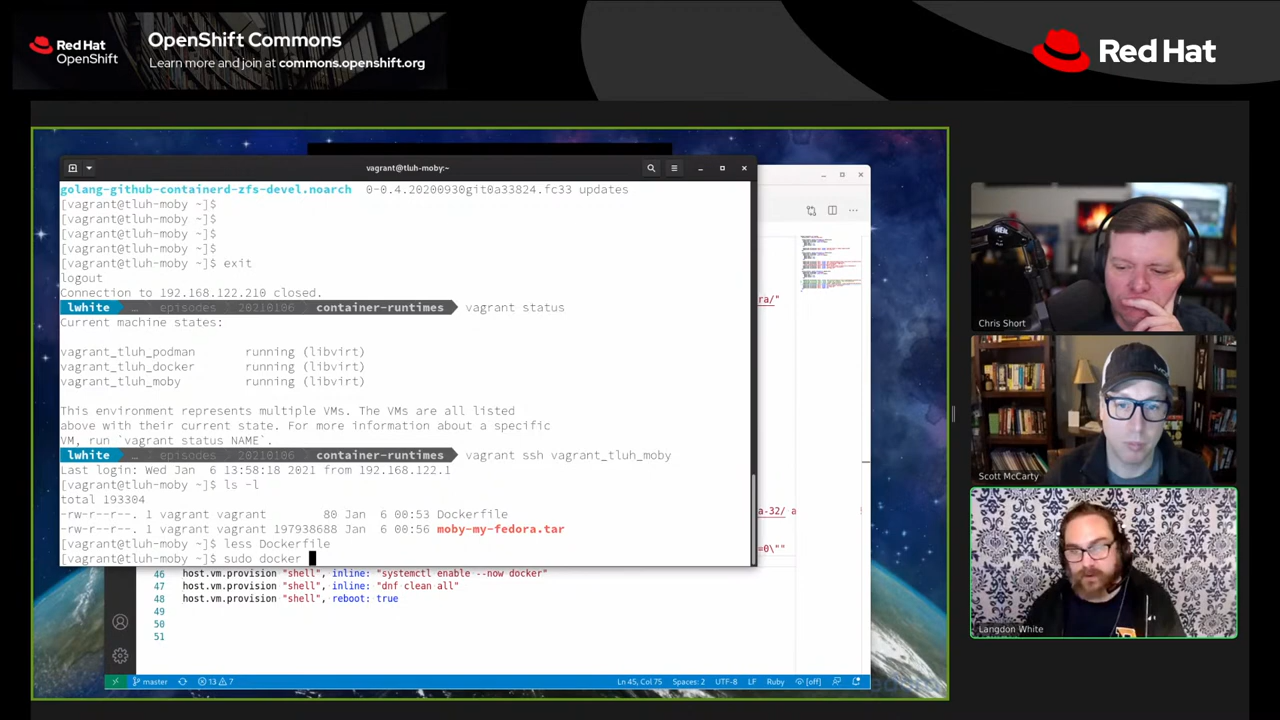 Red Hat
OpenShift
OpenShift Commons
Learn more and join at commons.openshift.org
Red Hat
vagrant@tluh-moby:~
golang-github-containerd-zfs-devel.noarch 0-0.4.20200930git0a33824.fc33 updates
[vagrant@tluh-moby ~]$
[vagrant@tluh-moby ~]$
[vagrant@tluh-moby ~]$
[vagrant@tluh-moby ~]$
[vagrant@tluh-moby ~]$ exit
logout
Connection to 192.168.122.210 closed.
lwhite … episodes 20210106 container-runtimes vagrant status
Current machine states:
vagrant_tluh_podman running (libvirt)
vagrant_tluh_docker running (libvirt)
vagrant_tluh_moby running (libvirt)
This environment represents multiple VMs. The VMs are all listed
above with their current state. For more information about a specific
VM, run `vagrant status NAME`.
lwhite … episodes 20210106 container-runtimes vagrant ssh vagrant_tluh_moby
Last login: Wed Jan 6 13:58:18 2021 from 192.168.122.1
[vagrant@tluh-moby ~]$ ls -l
total 193304
-rw-r--r--. 1 vagrant vagrant 80 Jan 6 00:53 Dockerfile
-rw-r--r--. 1 vagrant vagrant 197938688 Jan 6 00:56 moby-my-fedora.tar
[vagrant@tluh-moby ~]$ less Dockerfile
[vagrant@tluh-moby ~]$ sudo docker
ra/"
a-32/ a
=0\""
46 host.vm.provision "shell", inline: "systemctl enable --now docker"
47 host.vm.provision "shell", inline: "dnf clean all"
48 host.vm.provision "shell", reboot: true
49
50
51
master 13 7 Ln 45, Col 75 Spaces: 2 UTF-8 LF Ruby [off]
Chris Short
Scott McCarty
Langdon White